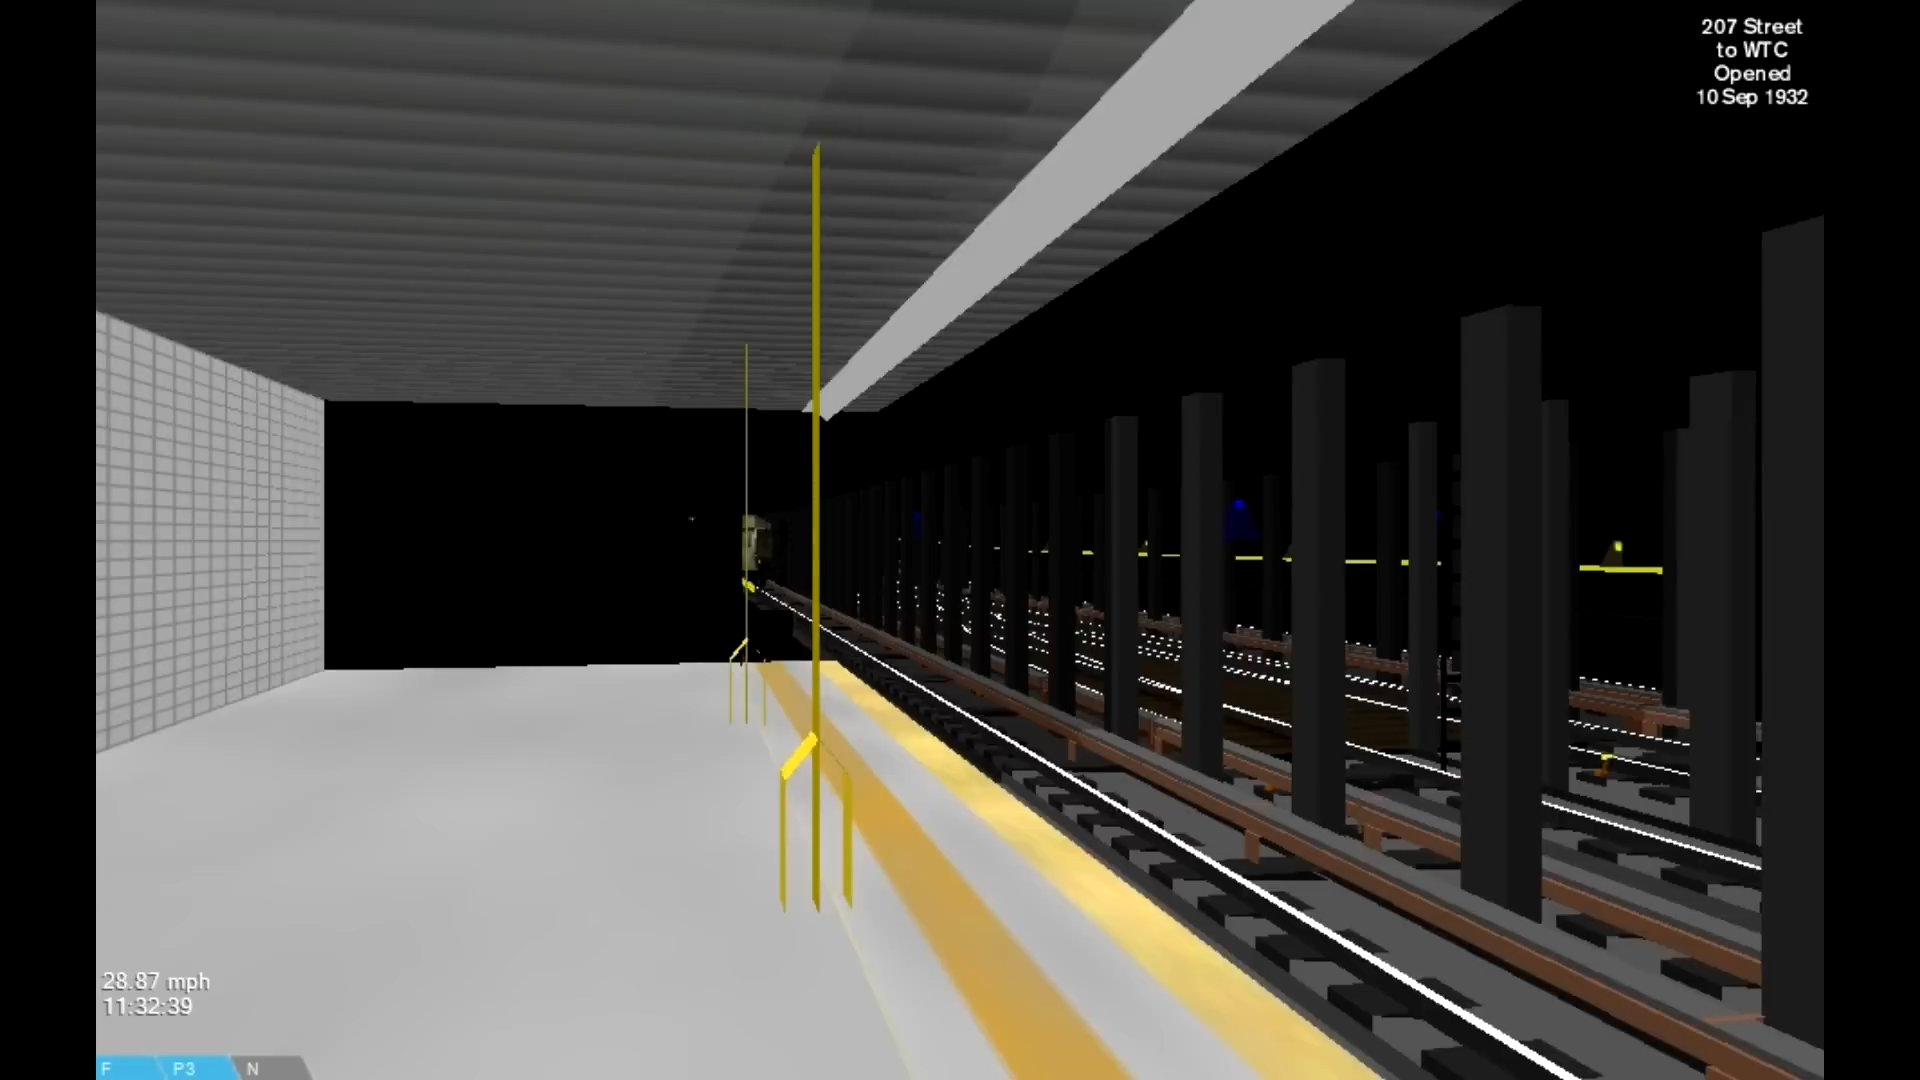 207 Street
to WTC
Opened
10 Sep 1932
28.87 mph
11:32:39
F P3 N